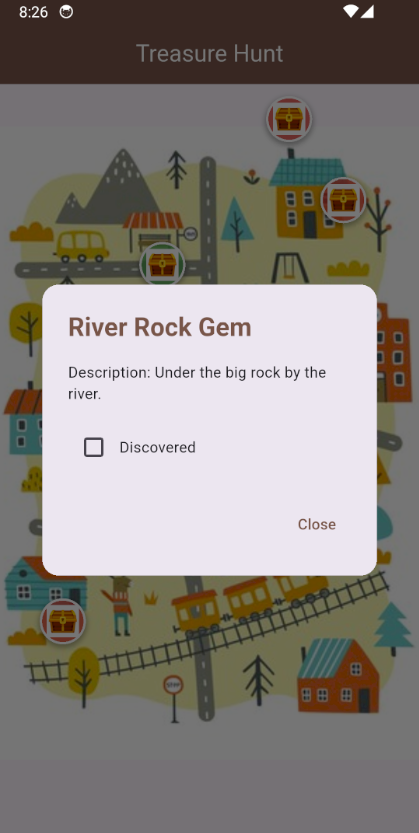 8:26
Treasure Hunt
River Rock Gem
Description: Under the big rock by the
river.
Discovered
Close